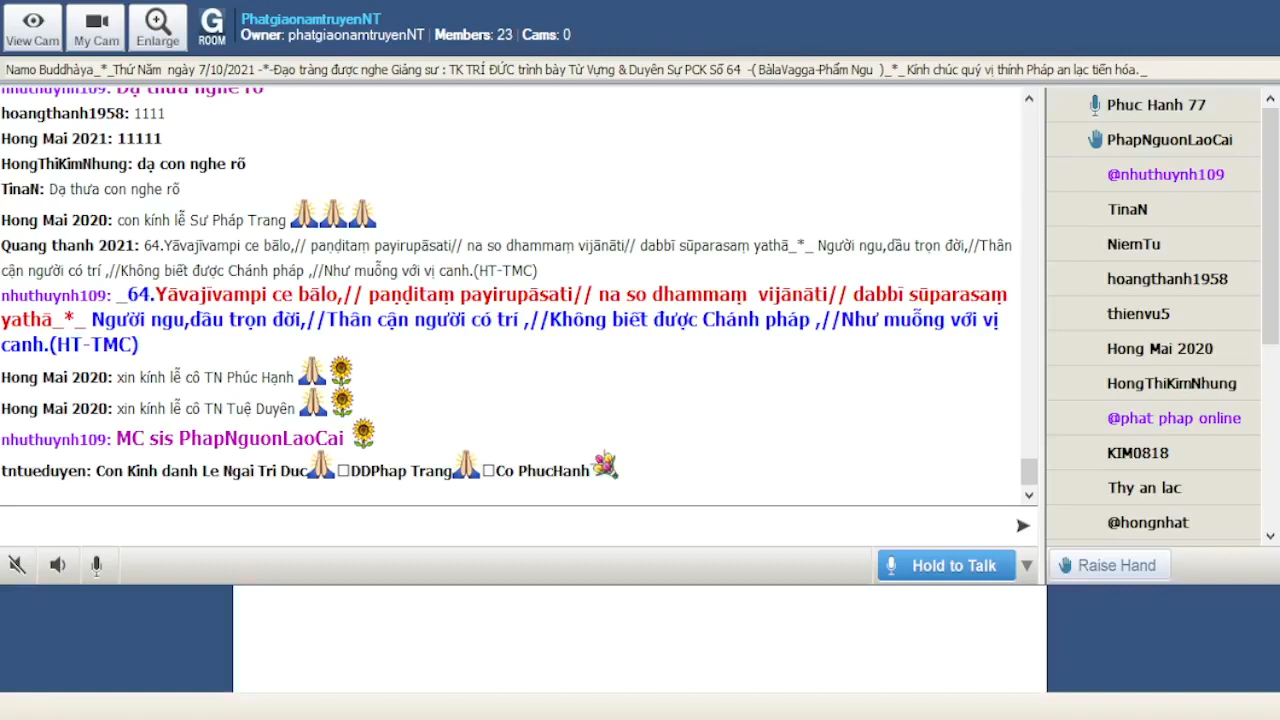 PhatgiaonamtruyenNT
Owner: phatgiaonamtruyenNT | Members: 23 | Cams: 0
View Cam
My Cam
Enlarge
G ROOM
Namo Buddhàya_*_Thứ Năm ngày 7/10/2021 -*-Đạo tràng được nghe Giảng sư : TK TRÍ ĐỨC trình bày Từ Vựng & Duyên Sự PCK Số 64 -( BàlaVagga-Phẩm Ngu )_*_ Kính chúc quý vị thính Pháp an lạc tiến hóa._
nhuthuynh109: Dạ thưa nghe rõ
hoangthanh1958: 1111
Hong Mai 2021: 11111
HongThiKimNhung: dạ con nghe rõ
TinaN: Dạ thưa con nghe rõ
Hong Mai 2020: con kính lễ Sư Pháp Trang
Quang thanh 2021: 64.Yāvajīvampi ce bālo,// paṇḍitaṃ payirupāsati// na so dhammaṃ vijānāti// dabbī sūparasaṃ yathā_*_ Người ngu,dầu trọn đời,//Thân
cận người có trí ,//Không biết được Chánh pháp ,//Như muỗng với vị canh.(HT-TMC)
nhuthuynh109: _64.Yāvajīvampi ce bālo,// paṇḍitaṃ payirupāsati// na so dhammaṃ vijānāti// dabbī sūparasaṃ
yathā_*_ Người ngu,dầu trọn đời,//Thân cận người có trí ,//Không biết được Chánh pháp ,//Như muỗng với vị
canh.(HT-TMC)
Hong Mai 2020: xin kính lễ cô TN Phúc Hạnh
Hong Mai 2020: xin kính lễ cô TN Tuệ Duyên
nhuthuynh109: MC sis PhapNguonLaoCai
tntueduyen: Con Kinh danh Le Ngai Tri Duc □DDPhap Trang □Co PhucHanh
Hold to Talk
Phuc Hanh 77
PhapNguonLaoCai
@nhuthuynh109
TinaN
NiemTu
hoangthanh1958
thienvu5
Hong Mai 2020
HongThiKimNhung
@phat phap online
KIM0818
Thy an lac
@hongnhat
Raise Hand